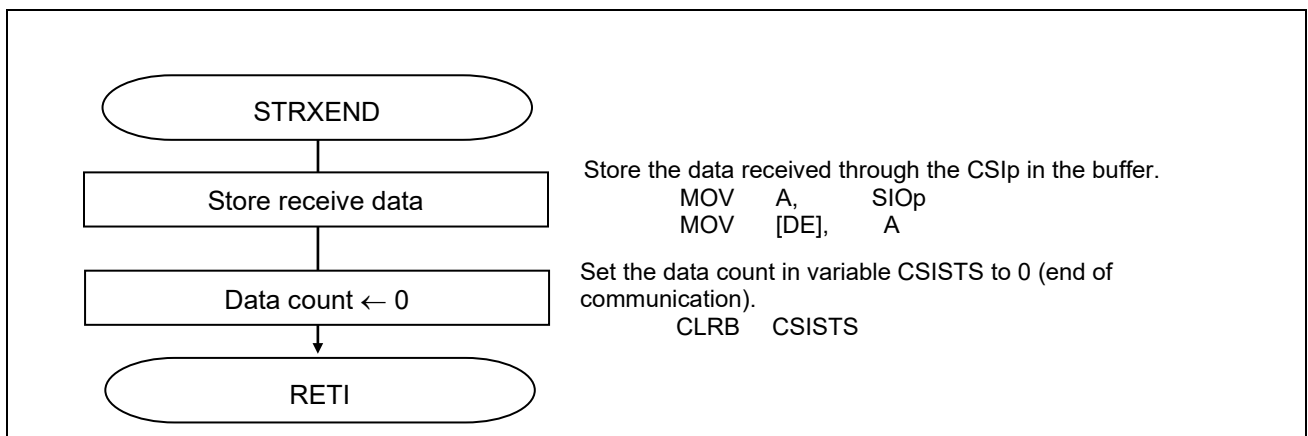 STRXEND
Store receive data
Store the data received through the CSIp in the buffer.
MOV A, SIOp
MOV [DE], A
Data count ← 0
Set the data count in variable CSISTS to 0 (end of
communication).
CLRB CSISTS
RETI